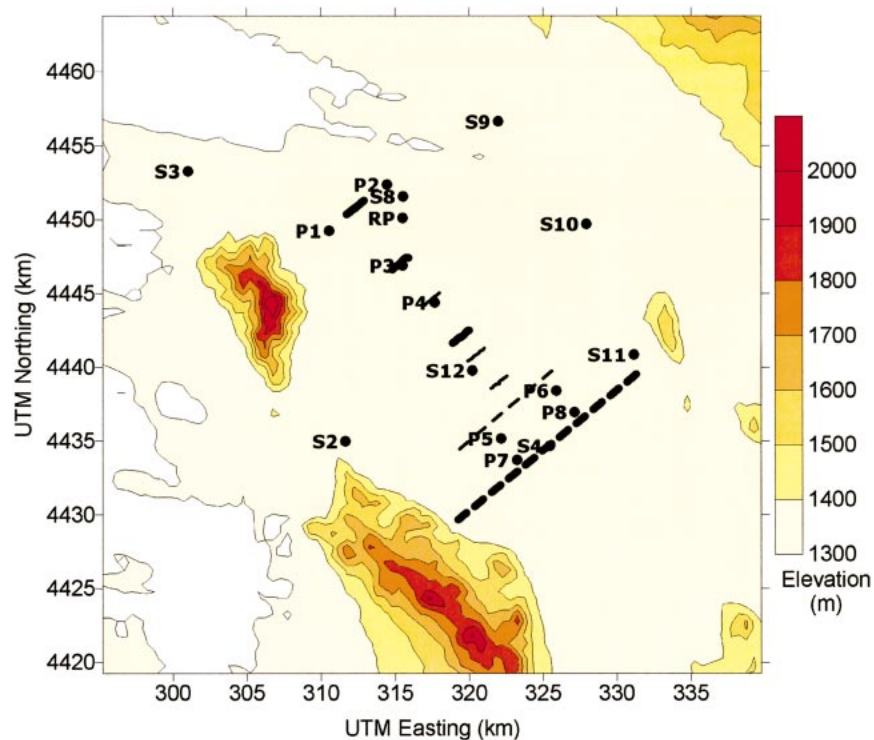 UTM Northing (km)
4460
4455
4450
4445
4440
4435
4430
4425
4420
S9
S3
P2
S8
RP
P1
S10
P3
P4
S11
S12
P6
P8
S2
P5
S4
P7
300
305
310
315
320
325
330
335
UTM Easting (km)
2000
1900
1800
1700
1600
1500
1400
1300
Elevation
(m)